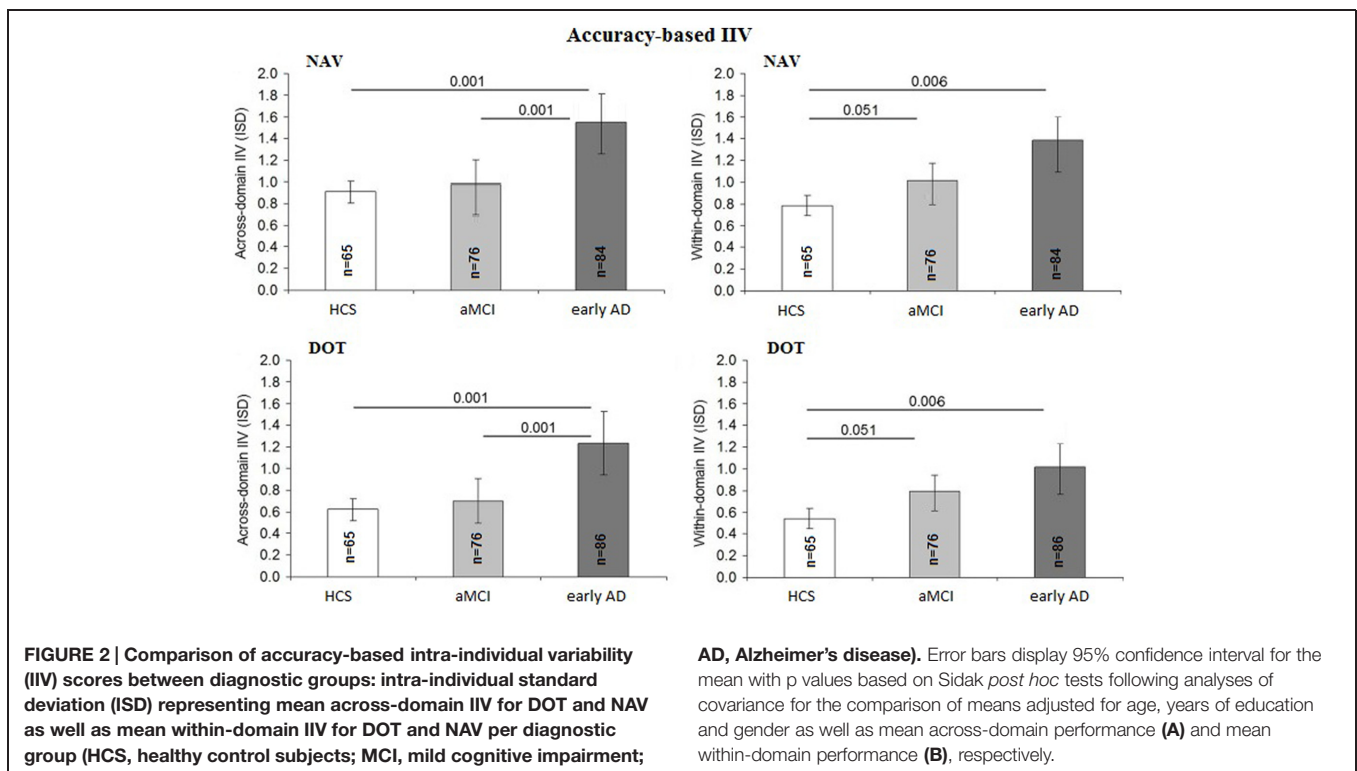 Accuracy-based IIV
NAV
Across-domain IIV (ISD)
2.0
1.8
1.6
1.4
1.2
1.0
0.8
0.6
0.4
0.2
0.0
0.001
0.001
n=65
n=76
n=84
HCS aMCI early AD
NAV
Within-domain IIV (ISD)
2.0
1.8
1.6
1.4
1.2
1.0
0.8
0.6
0.4
0.2
0.0
0.006
0.051
n=65
n=76
n=84
HCS aMCI early AD
DOT
Across-domain IIV (ISD)
2.0
1.8
1.6
1.4
1.2
1.0
0.8
0.6
0.4
0.2
0.0
0.001
0.001
n=65
n=76
n=86
HCS aMCI early AD
DOT
Within-domain IIV (ISD)
2.0
1.8
1.6
1.4
1.2
1.0
0.8
0.6
0.4
0.2
0.0
0.006
0.051
n=65
n=76
n=86
HCS aMCI early AD
FIGURE 2 | Comparison of accuracy-based intra-individual variability
(IIV) scores between diagnostic groups: intra-individual standard
deviation (ISD) representing mean across-domain IIV for DOT and NAV
as well as mean within-domain IIV for DOT and NAV per diagnostic
group (HCS, healthy control subjects; MCI, mild cognitive impairment;
AD, Alzheimer's disease). Error bars display 95% confidence interval for the
mean with p values based on Sidak post hoc tests following analyses of
covariance for the comparison of means adjusted for age, years of education
and gender as well as mean across-domain performance (A) and mean
within-domain performance (B), respectively.